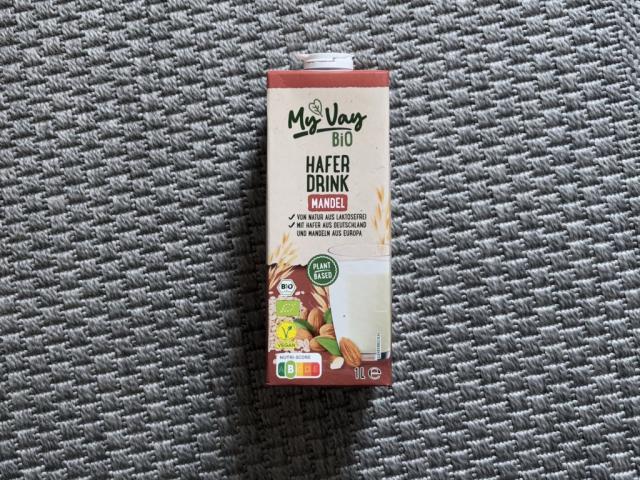 My Vay
BiO
HAFER
DRINK
MANDEL
VON NATUR AUS LAKTOSEFREI
MIT HAFER AUS DEUTSCHLAND
UND MANDELN AUS EUROPA
PLANT
BASED
BIO
VEGAN
NUTRI-SCORE
A B C D E
1L e